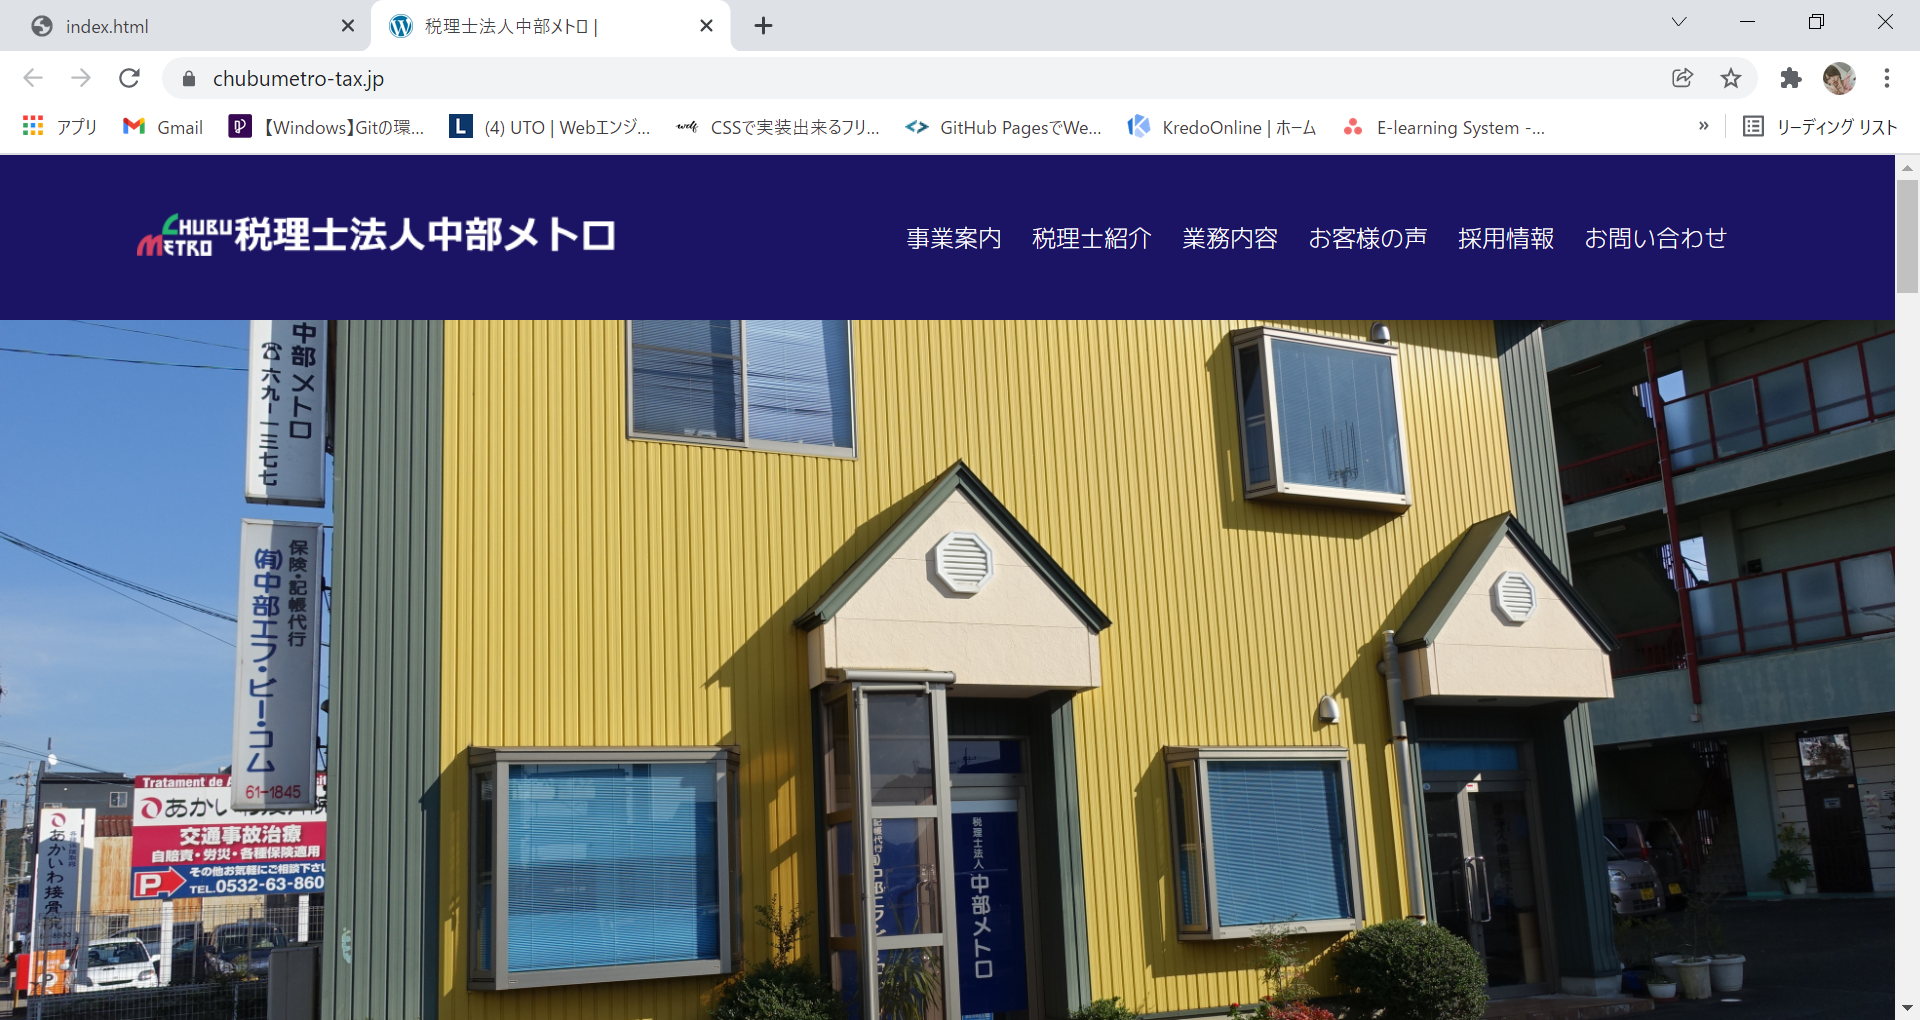 index.html
税理士法人中部メトロ |
chubumetro-tax.jp
アプリ
Gmail
【Windows】Gitの環...
(4) UTO | Webエンジ...
CSSで実装出来るフリ...
GitHub PagesでWe...
KredoOnline | ホーム
E-learning System -...
»
リーディング リスト
CHUBU METRO 税理士法人中部メトロ
事業案内 税理士紹介 業務内容 お客様の声 採用情報 お問い合わせ
中部メトロ
☎六九-一三七七
保険・記帳代行
(有)中部エフ・ビー・コム
61-1845
Tratament de
あかい
交通事故治療
自賠責・労災・各種保険適用
その他お気軽にご相談下さい
P
TEL.0532-63-860
あかいわ接骨院
税理士法人
中部メトロ